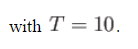 with T = 10.